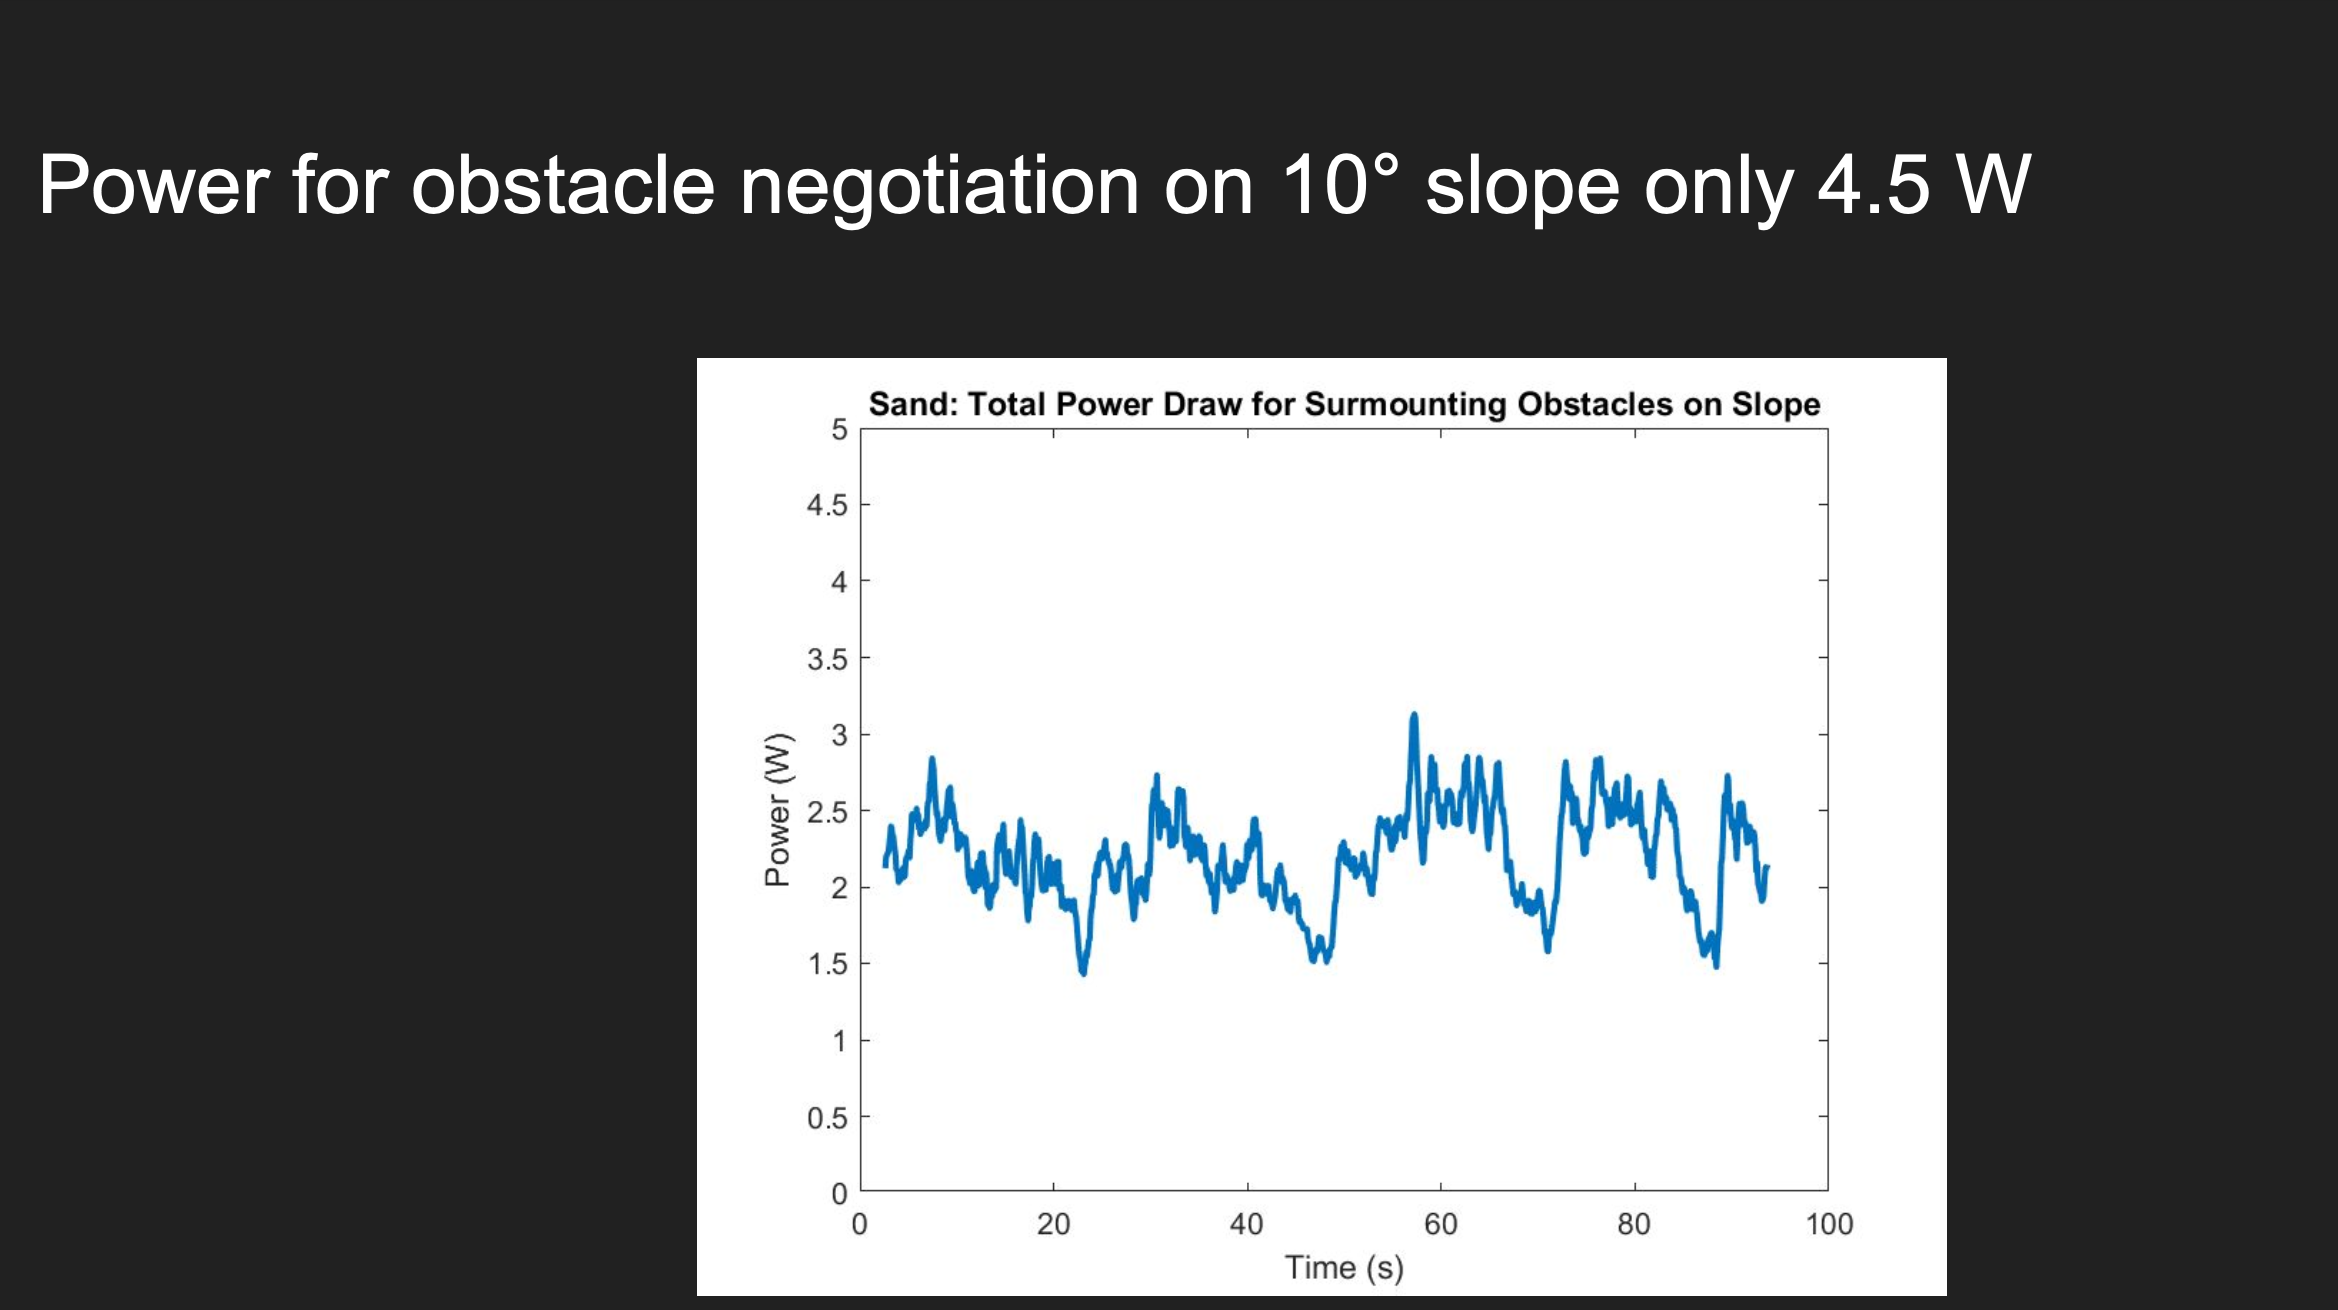 Power for obstacle negotiation on 10° slope only 4.5 W
Sand: Total Power Draw for Surmounting Obstacles on Slope
5
4.5
4
3.5
3
2.5
2
1.5
1
0.5
0
Power (W)
0 20 40 60 80 100
Time (s)